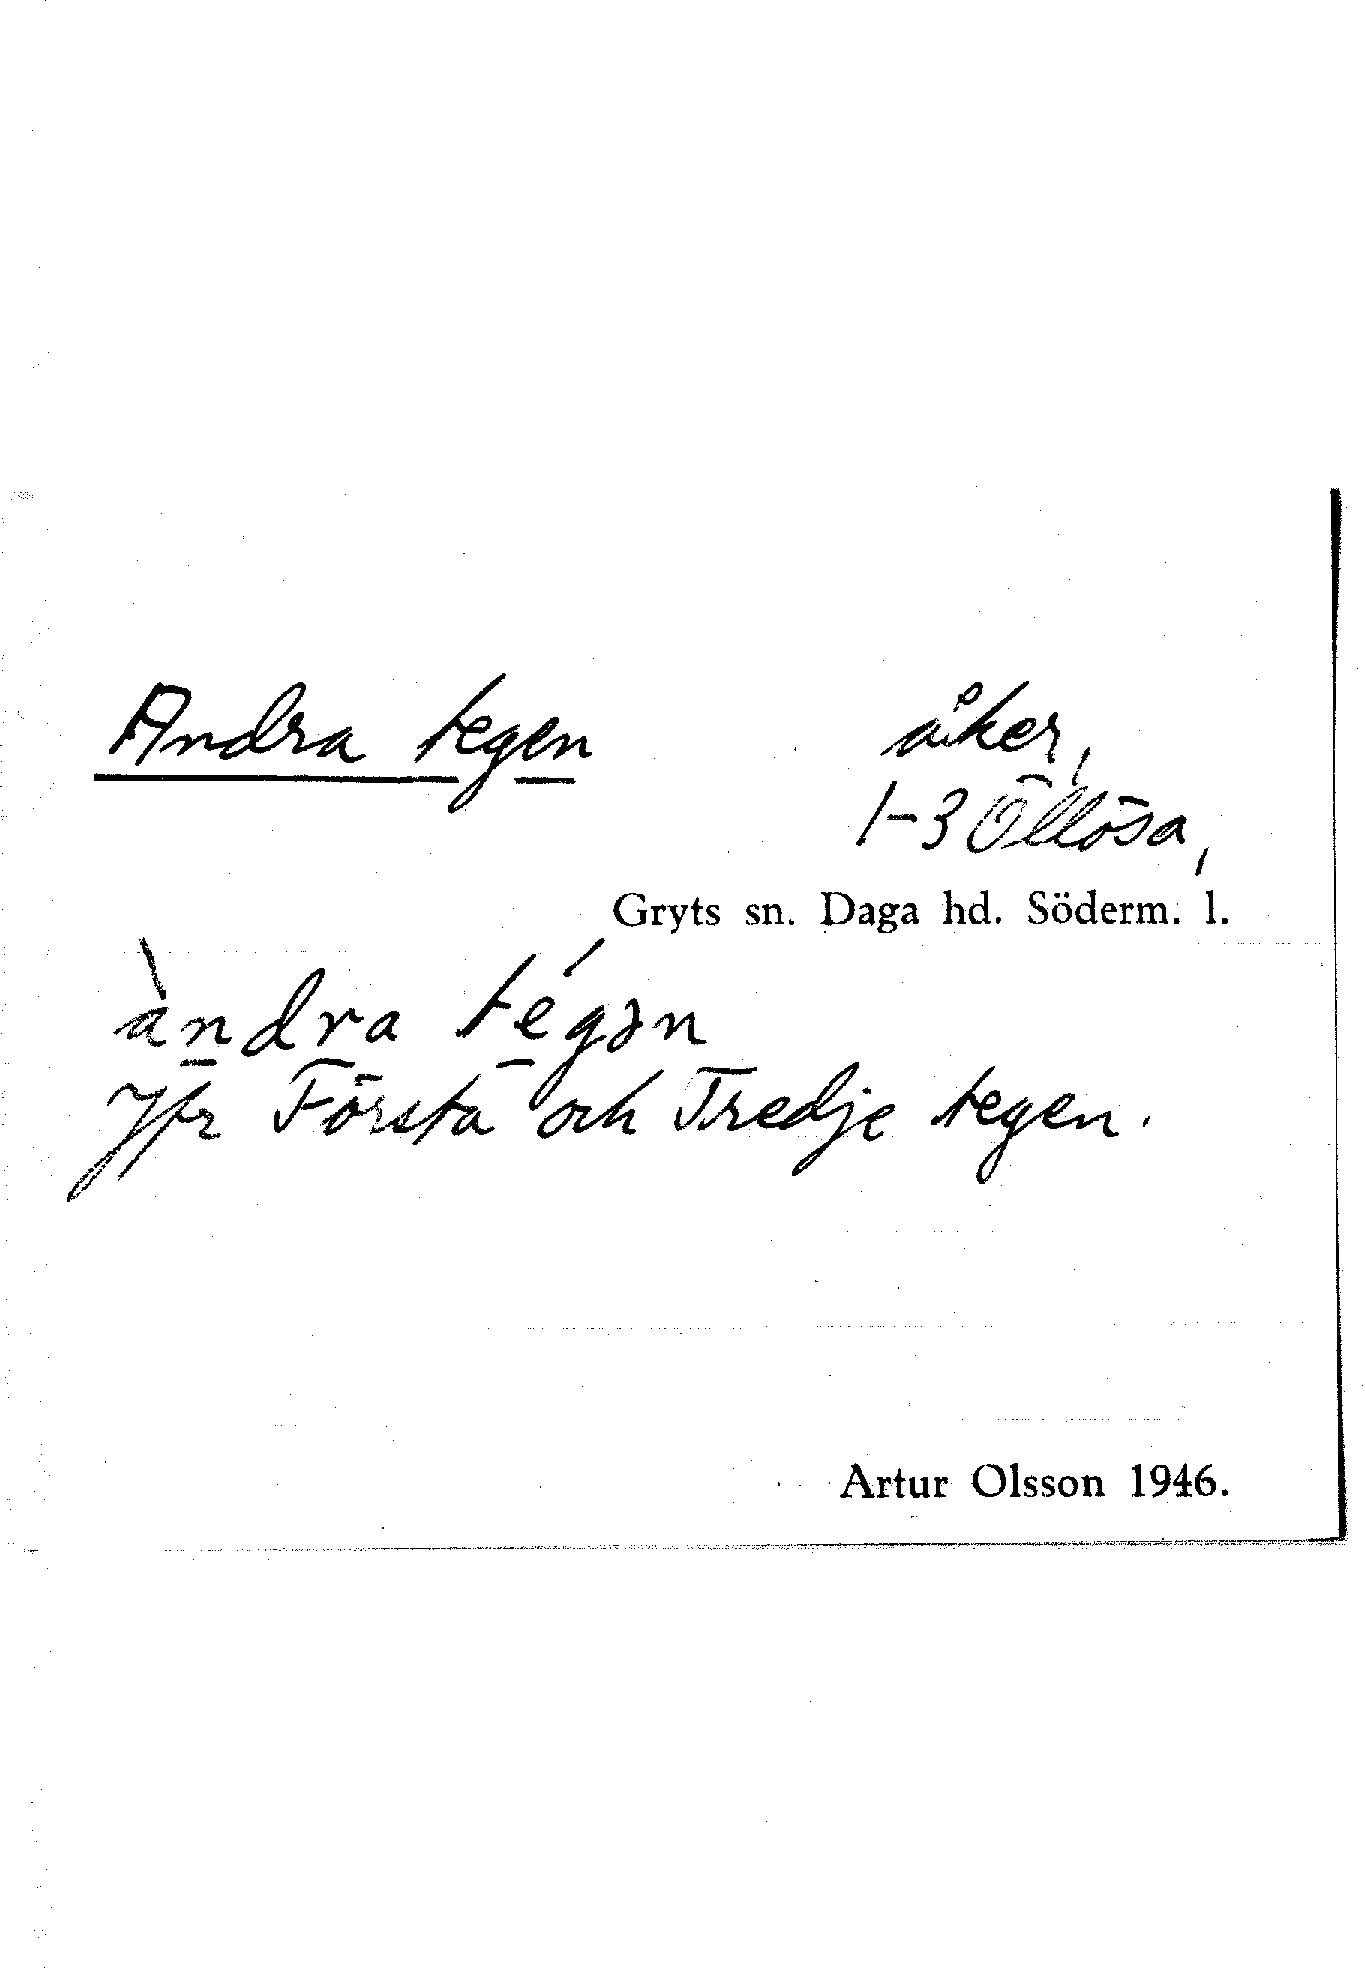 Andra tegen åker,
1-3 Öllösa,
Gryts sn. Daga hd. Söderm. l.
àndra tégən
Jfr Första och Tredje tegen.
Artur Olsson 1946.